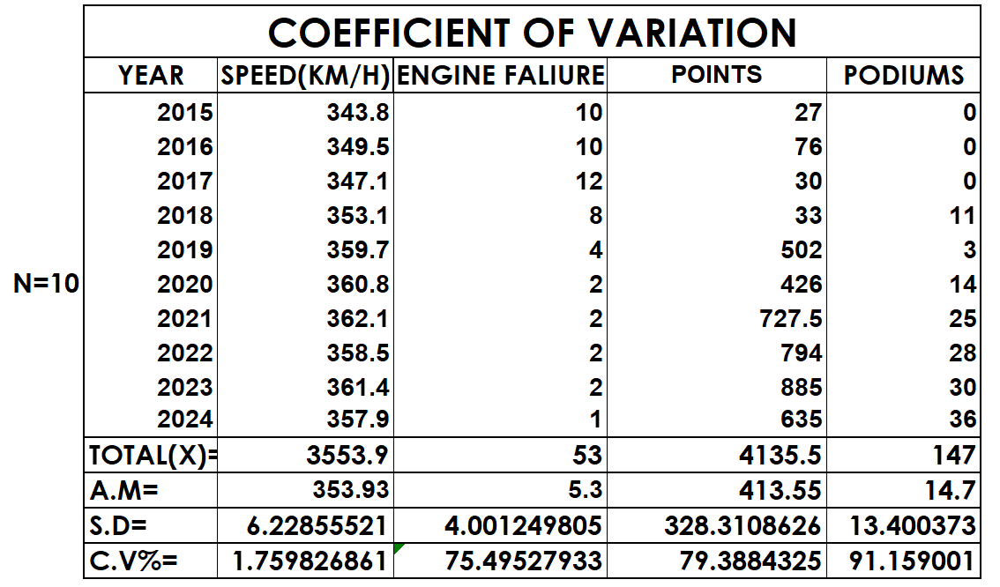 COEFFICIENT OF VARIATION
YEAR SPEED(KM/H) ENGINE FALIURE POINTS PODIUMS
2015 343.8 10 27 0
2016 349.5 10 76 0
2017 347.1 12 30 0
2018 353.1 8 33 11
2019 359.7 4 502 3
N=10 2020 360.8 2 426 14
2021 362.1 2 727.5 25
2022 358.5 2 794 28
2023 361.4 2 885 30
2024 357.9 1 635 36
TOTAL(X)= 3553.9 53 4135.5 147
A.M= 353.93 5.3 413.55 14.7
S.D= 6.22855521 4.001249805 328.3108626 13.400373
C.V%= 1.759826861 75.49527933 79.3884325 91.159001